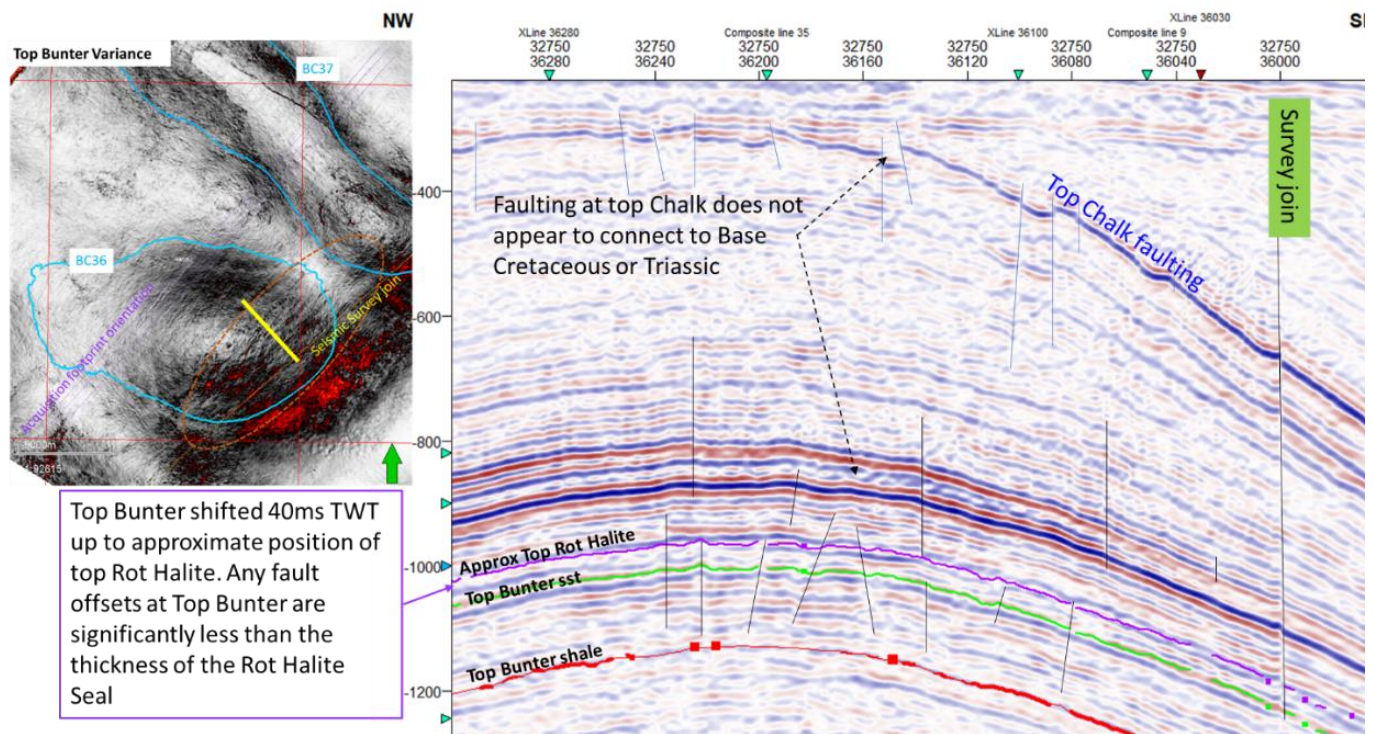 NW
SE
Top Bunter Variance
BC37
BC36
Acquisition footprint orientation
Seismic Survey join
XLine 36280
Composite line 35
XLine 36100
Composite line 9
XLine 36030
32750 32750 32750 32750 32750 32750 32750 32750
36280 36240 36200 36160 36120 36080 36040 36000
-400
-600
-800
-1000
-1200
Survey join
Top Chalk faulting
Faulting at top Chalk does not
appear to connect to Base
Cretaceous or Triassic
Approx Top Rot Halite
Top Bunter sst
Top Bunter shale
Top Bunter shifted 40ms TWT
up to approximate position of
top Rot Halite. Any fault
offsets at Top Bunter are
significantly less than the
thickness of the Rot Halite
Seal